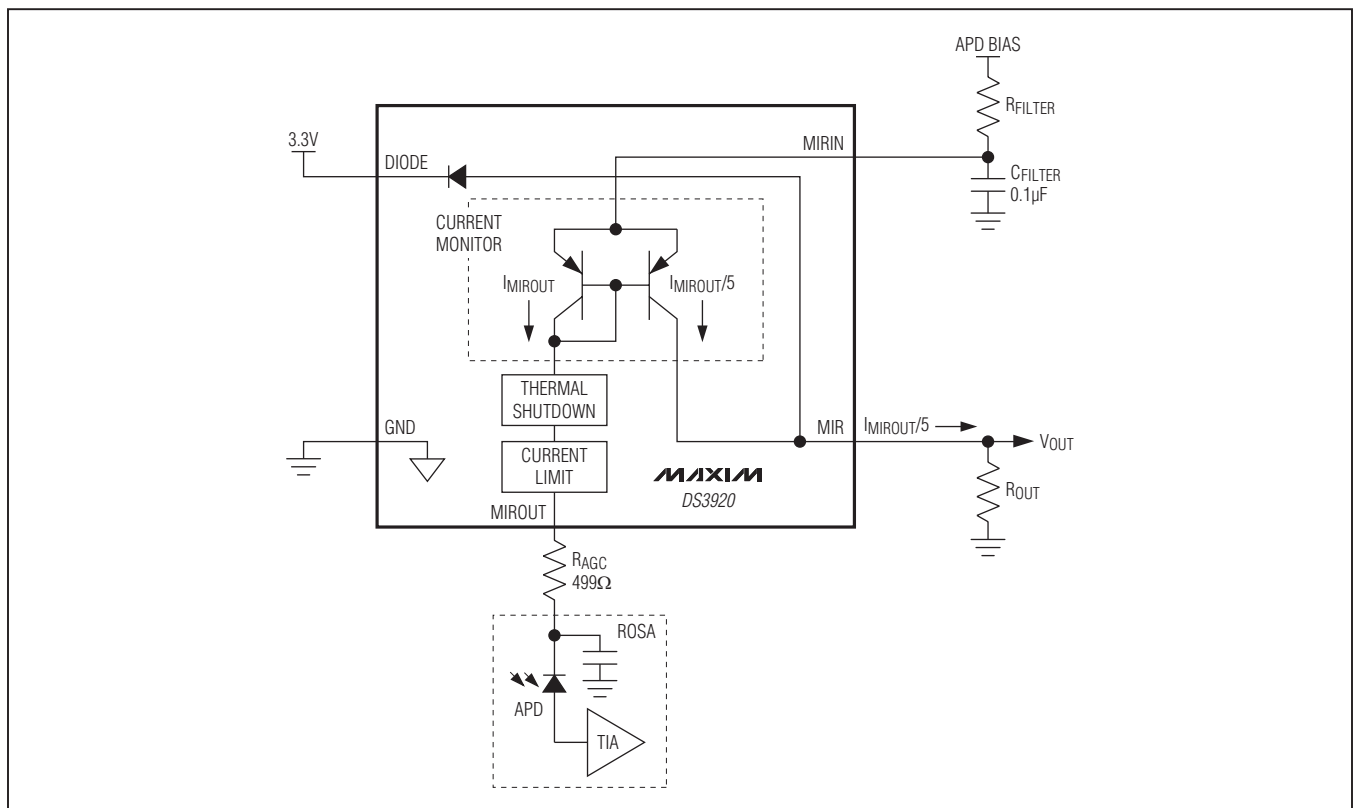 APD BIAS
RFILTER
3.3V
DIODE
MIRIN
CFILTER
0.1µF
CURRENT
MONITOR
IMIROUT
IMIROUT/5
THERMAL
SHUTDOWN
GND
MIR
IMIROUT/5
VOUT
CURRENT
LIMIT
MAXIM
DS3920
ROUT
MIROUT
RAGC
499Ω
ROSA
APD
TIA